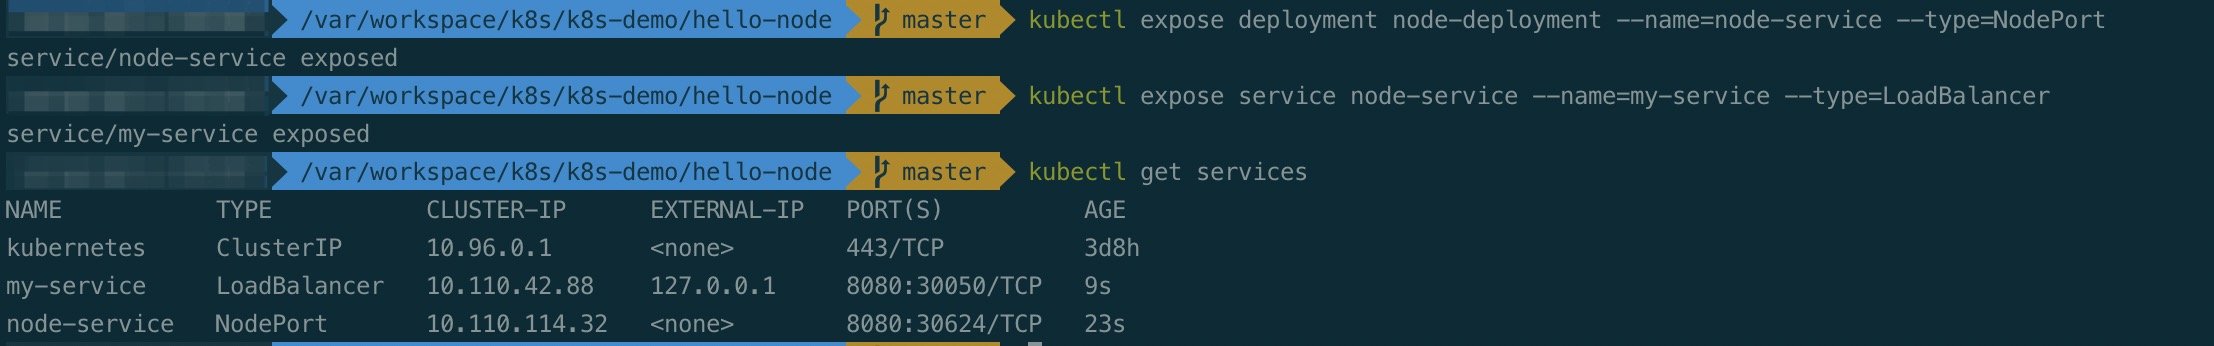 /var/workspace/k8s/k8s-demo/hello-node master kubectl expose deployment node-deployment --name=node-service --type=NodePort
service/node-service exposed
/var/workspace/k8s/k8s-demo/hello-node master kubectl expose service node-service --name=my-service --type=LoadBalancer
service/my-service exposed
/var/workspace/k8s/k8s-demo/hello-node master kubectl get services
NAME TYPE CLUSTER-IP EXTERNAL-IP PORT(S) AGE
kubernetes ClusterIP 10.96.0.1 <none> 443/TCP 3d8h
my-service LoadBalancer 10.110.42.88 127.0.0.1 8080:30050/TCP 9s
node-service NodePort 10.110.114.32 <none> 8080:30624/TCP 23s